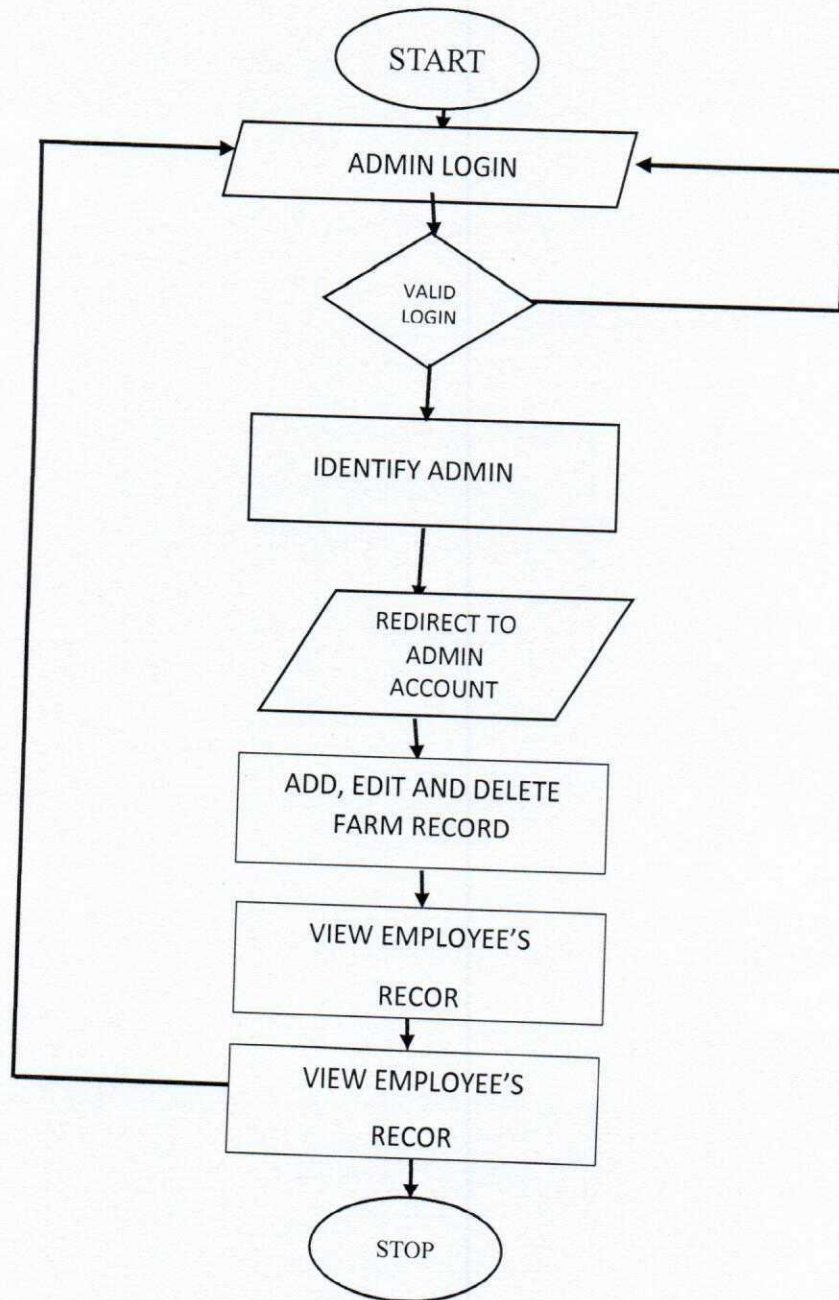 START
ADMIN LOGIN
VALID
LOGIN
IDENTIFY ADMIN
REDIRECT TO
ADMIN
ACCOUNT
ADD, EDIT AND DELETE
FARM RECORD
VIEW EMPLOYEE'S
RECOR
VIEW EMPLOYEE'S
RECOR
STOP